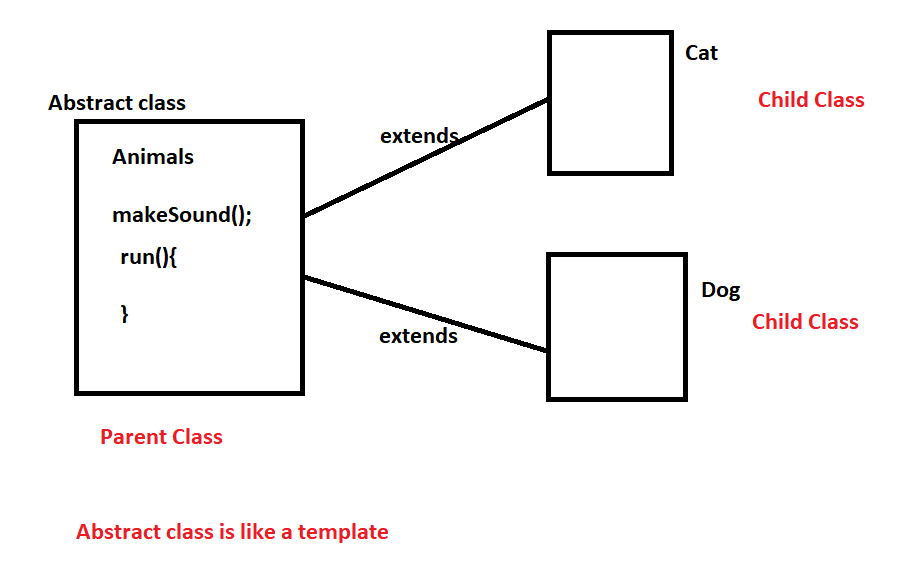 Abstract class
Animals
makeSound();
run(){
}
Parent Class
extends
extends
Cat
Child Class
Dog
Child Class
Abstract class is like a template